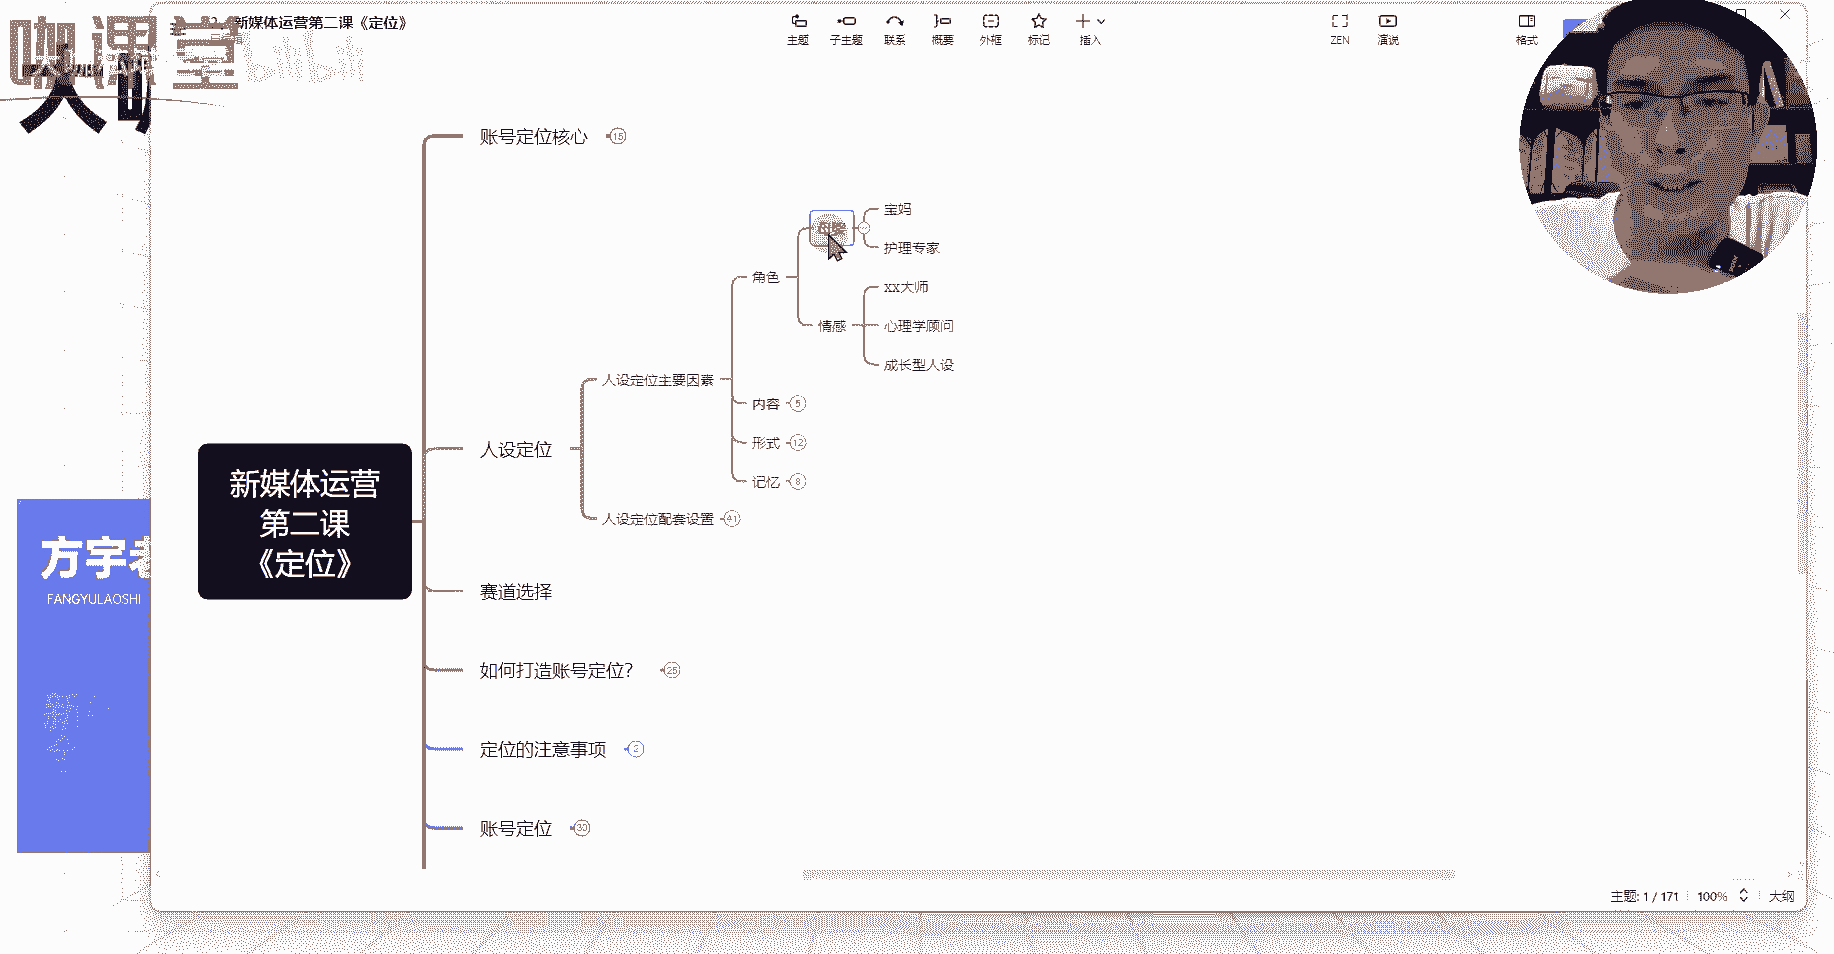 咖课堂
bilibili
新媒体运营第二课《定位》
主题
子主题
联系
概要
外框
标记
插入
ZEN
演说
格式
账号定位核心
15
宝妈
护理专家
角色
xx大师
情感
心理学顾问
成长型人设
人设定位主要因素
内容
5
人设定位
形式
12
记忆
8
人设定位配套设置
41
新媒体运营
第二课
《定位》
赛道选择
如何打造账号定位?
25
定位的注意事项
2
账号定位
30
方宇
FANGYULAOSHI
主题: 1 / 171
100%
大纲